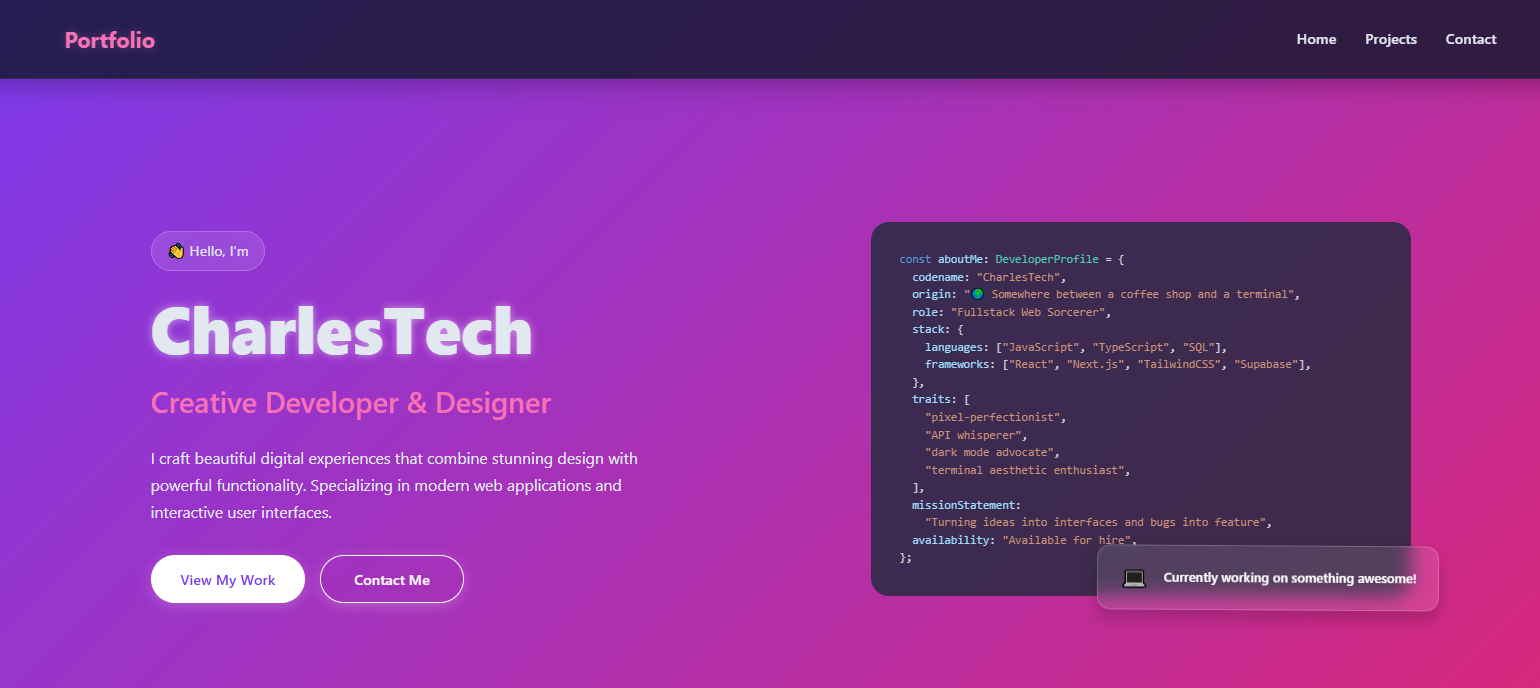 Portfolio
Home Projects Contact
👋 Hello, I'm
CharlesTech
Creative Developer & Designer
I craft beautiful digital experiences that combine stunning design with
powerful functionality. Specializing in modern web applications and
interactive user interfaces.
View My Work Contact Me
const aboutMe: DeveloperProfile = {
  codename: "CharlesTech",
  origin: "🌍 Somewhere between a coffee shop and a terminal",
  role: "Fullstack Web Sorcerer",
  stack: {
    languages: ["JavaScript", "TypeScript", "SQL"],
    frameworks: ["React", "Next.js", "TailwindCSS", "Supabase"],
  },
  traits: [
    "pixel-perfectionist",
    "API whisperer",
    "dark mode advocate",
    "terminal aesthetic enthusiast",
  ],
  missionStatement:
    "Turning ideas into interfaces and bugs into feature",
  availability: "Available for hire",
};
💻 Currently working on something awesome!